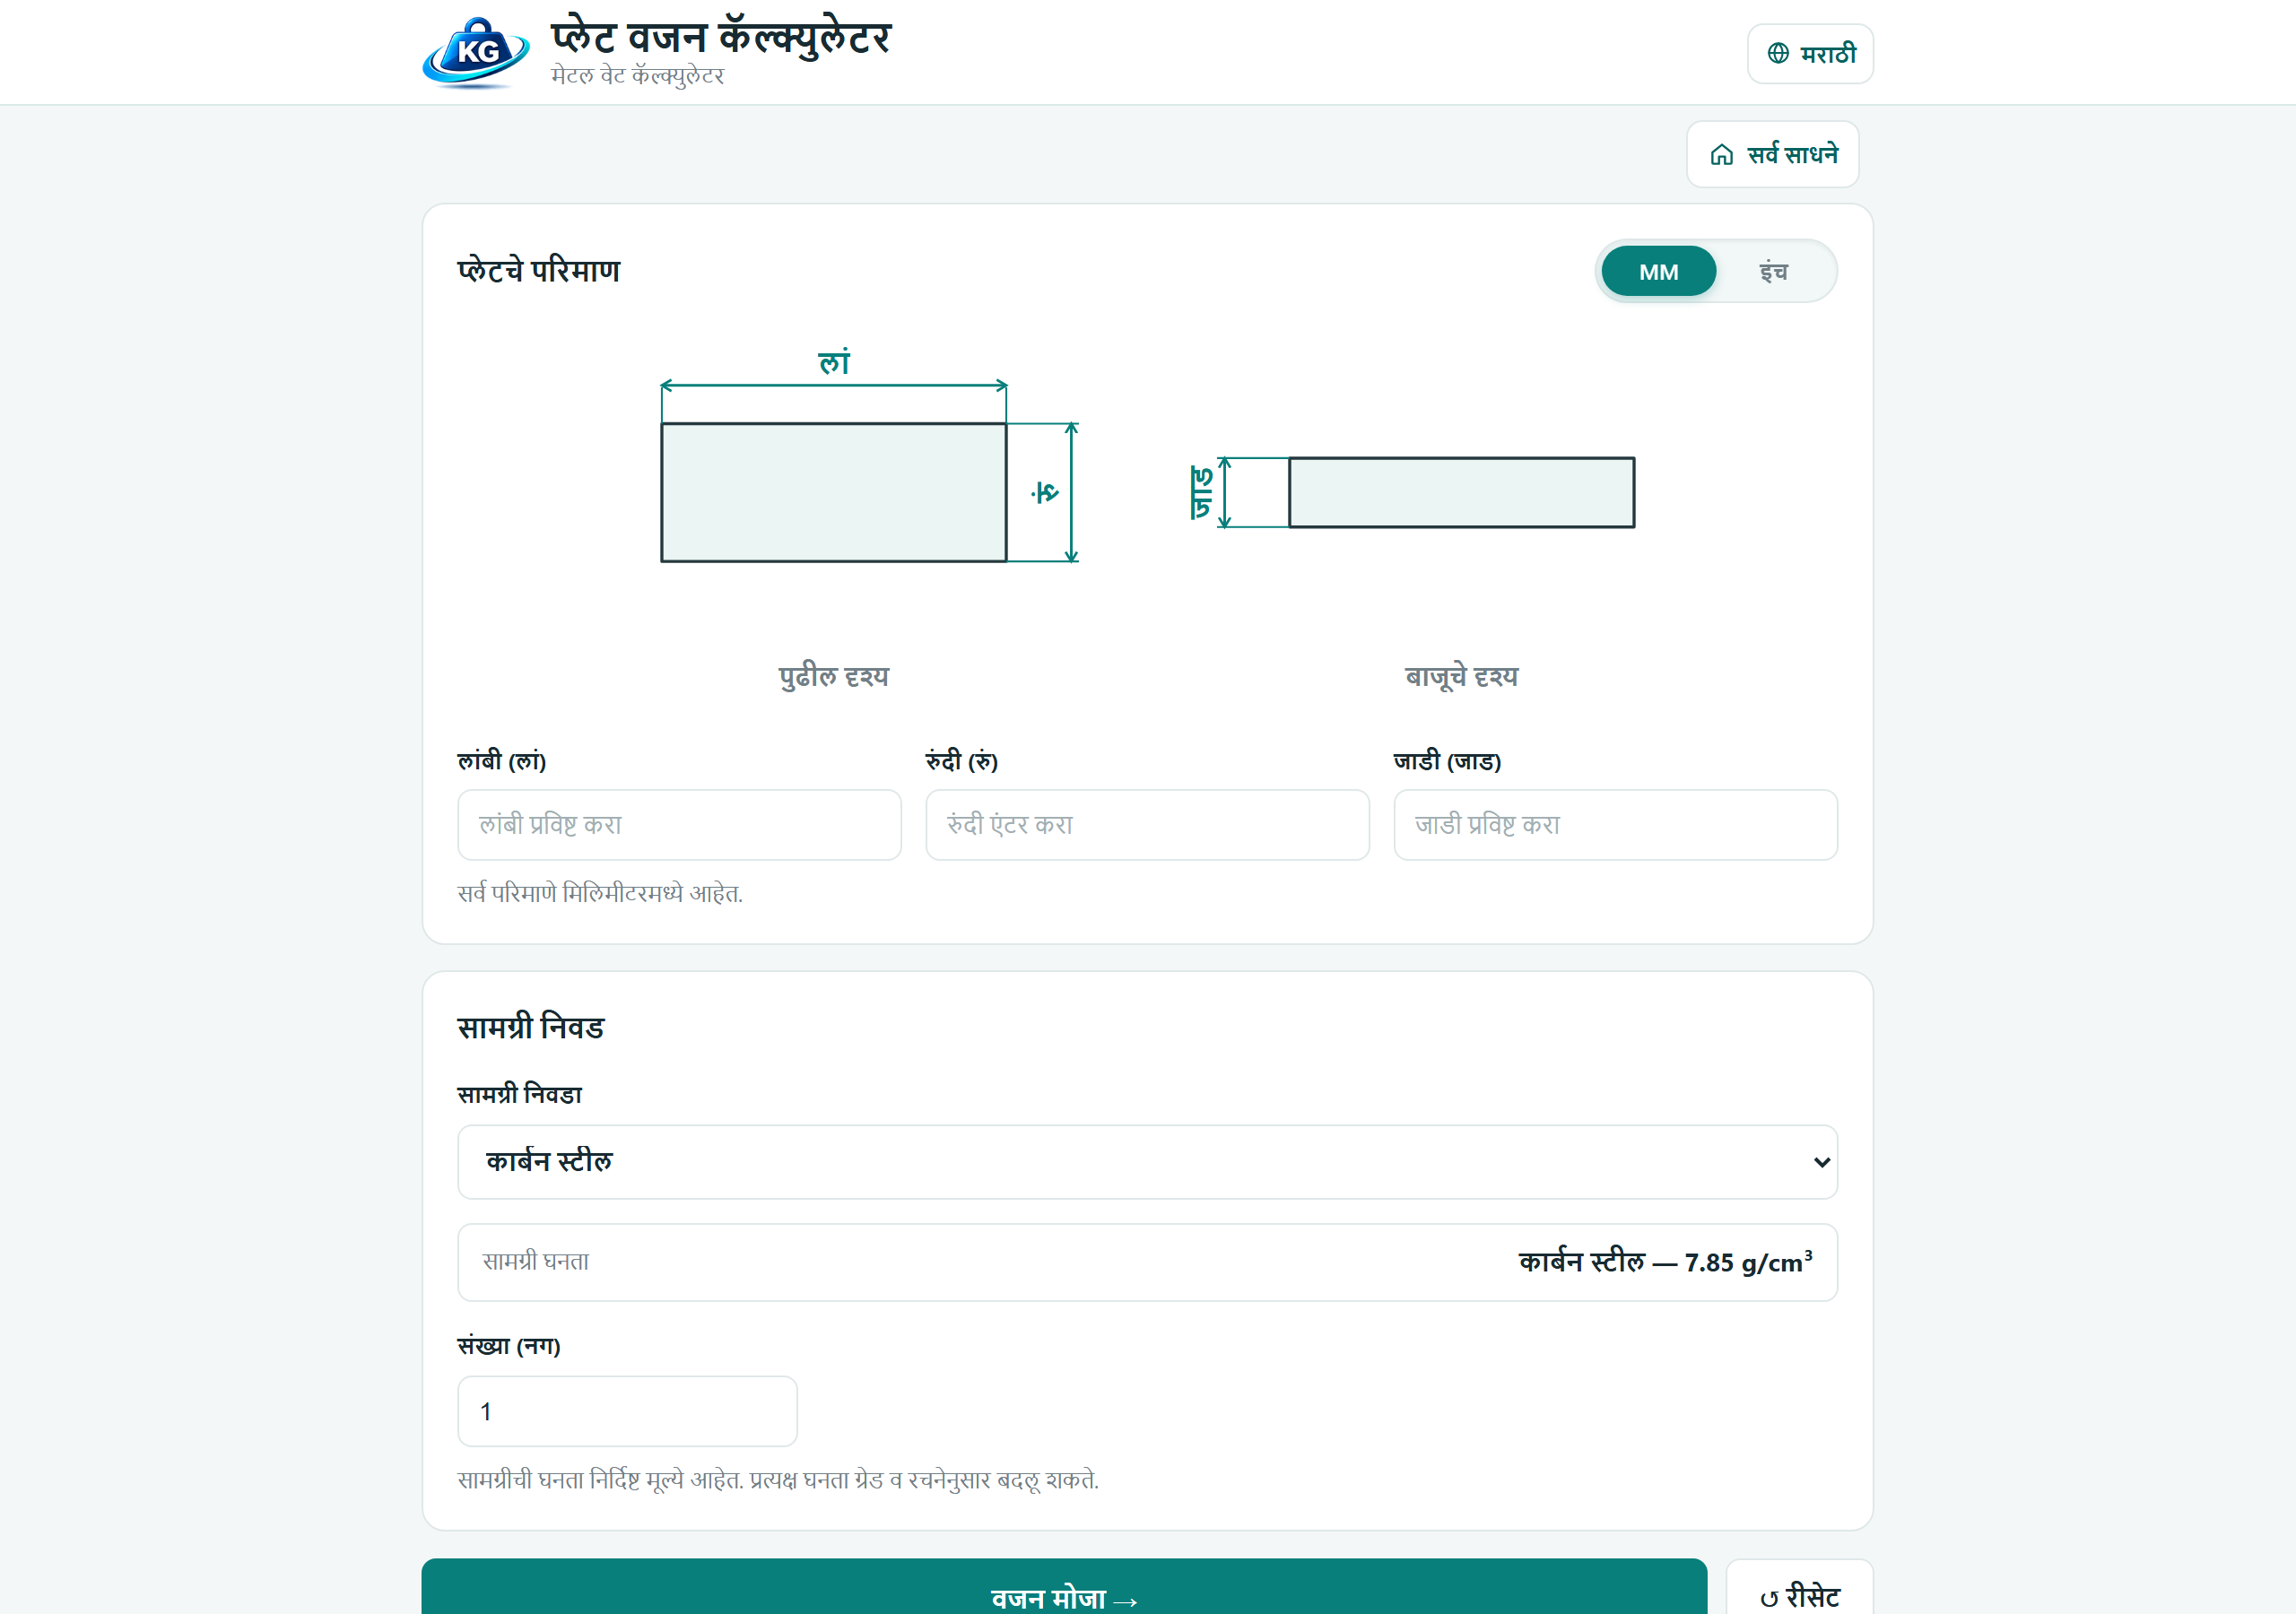 KG
प्लेट वजन कॅल्क्युलेटर
मेटल वेट कॅल्क्युलेटर
मराठी
सर्व साधने
प्लेटचे परिमाण
MM
इंच
लां
रुं
जाड
पुढील दृश्य
बाजूचे दृश्य
लांबी (लां)
रुंदी (रुं)
जाडी (जाड)
लांबी प्रविष्ट करा
रुंदी एंटर करा
जाडी प्रविष्ट करा
सर्व परिमाणे मिलिमीटरमध्ये आहेत.
सामग्री निवड
सामग्री निवडा
कार्बन स्टील
सामग्री घनता
कार्बन स्टील — 7.85 g/cm³
संख्या (नग)
1
सामग्रीची घनता निर्दिष्ट मूल्ये आहेत. प्रत्यक्ष घनता ग्रेड व रचनेनुसार बदलू शकते.
वजन मोजा→
↺ रीसेट